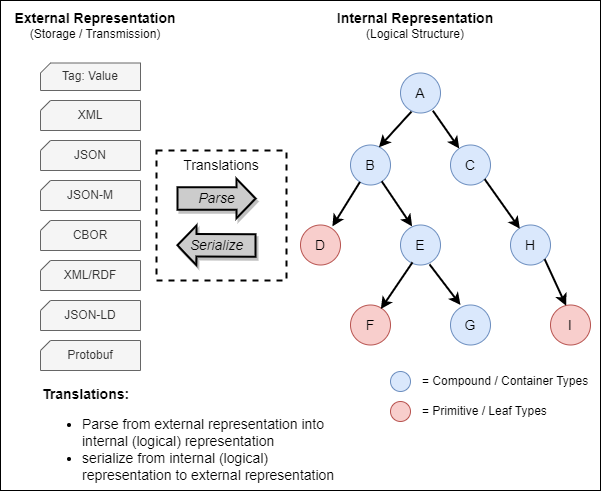 External Representation
(Storage / Transmission)
Internal Representation
(Logical Structure)
Tag: Value
XML
JSON
JSON-M
CBOR
XML/RDF
JSON-LD
Protobuf
Translations
Parse
Serialize
A
B
C
D
E
H
F
G
I
= Compound / Container Types
= Primitive / Leaf Types
Translations:
• Parse from external representation into
internal (logical) representation
• serialize from internal (logical)
representation to external representation